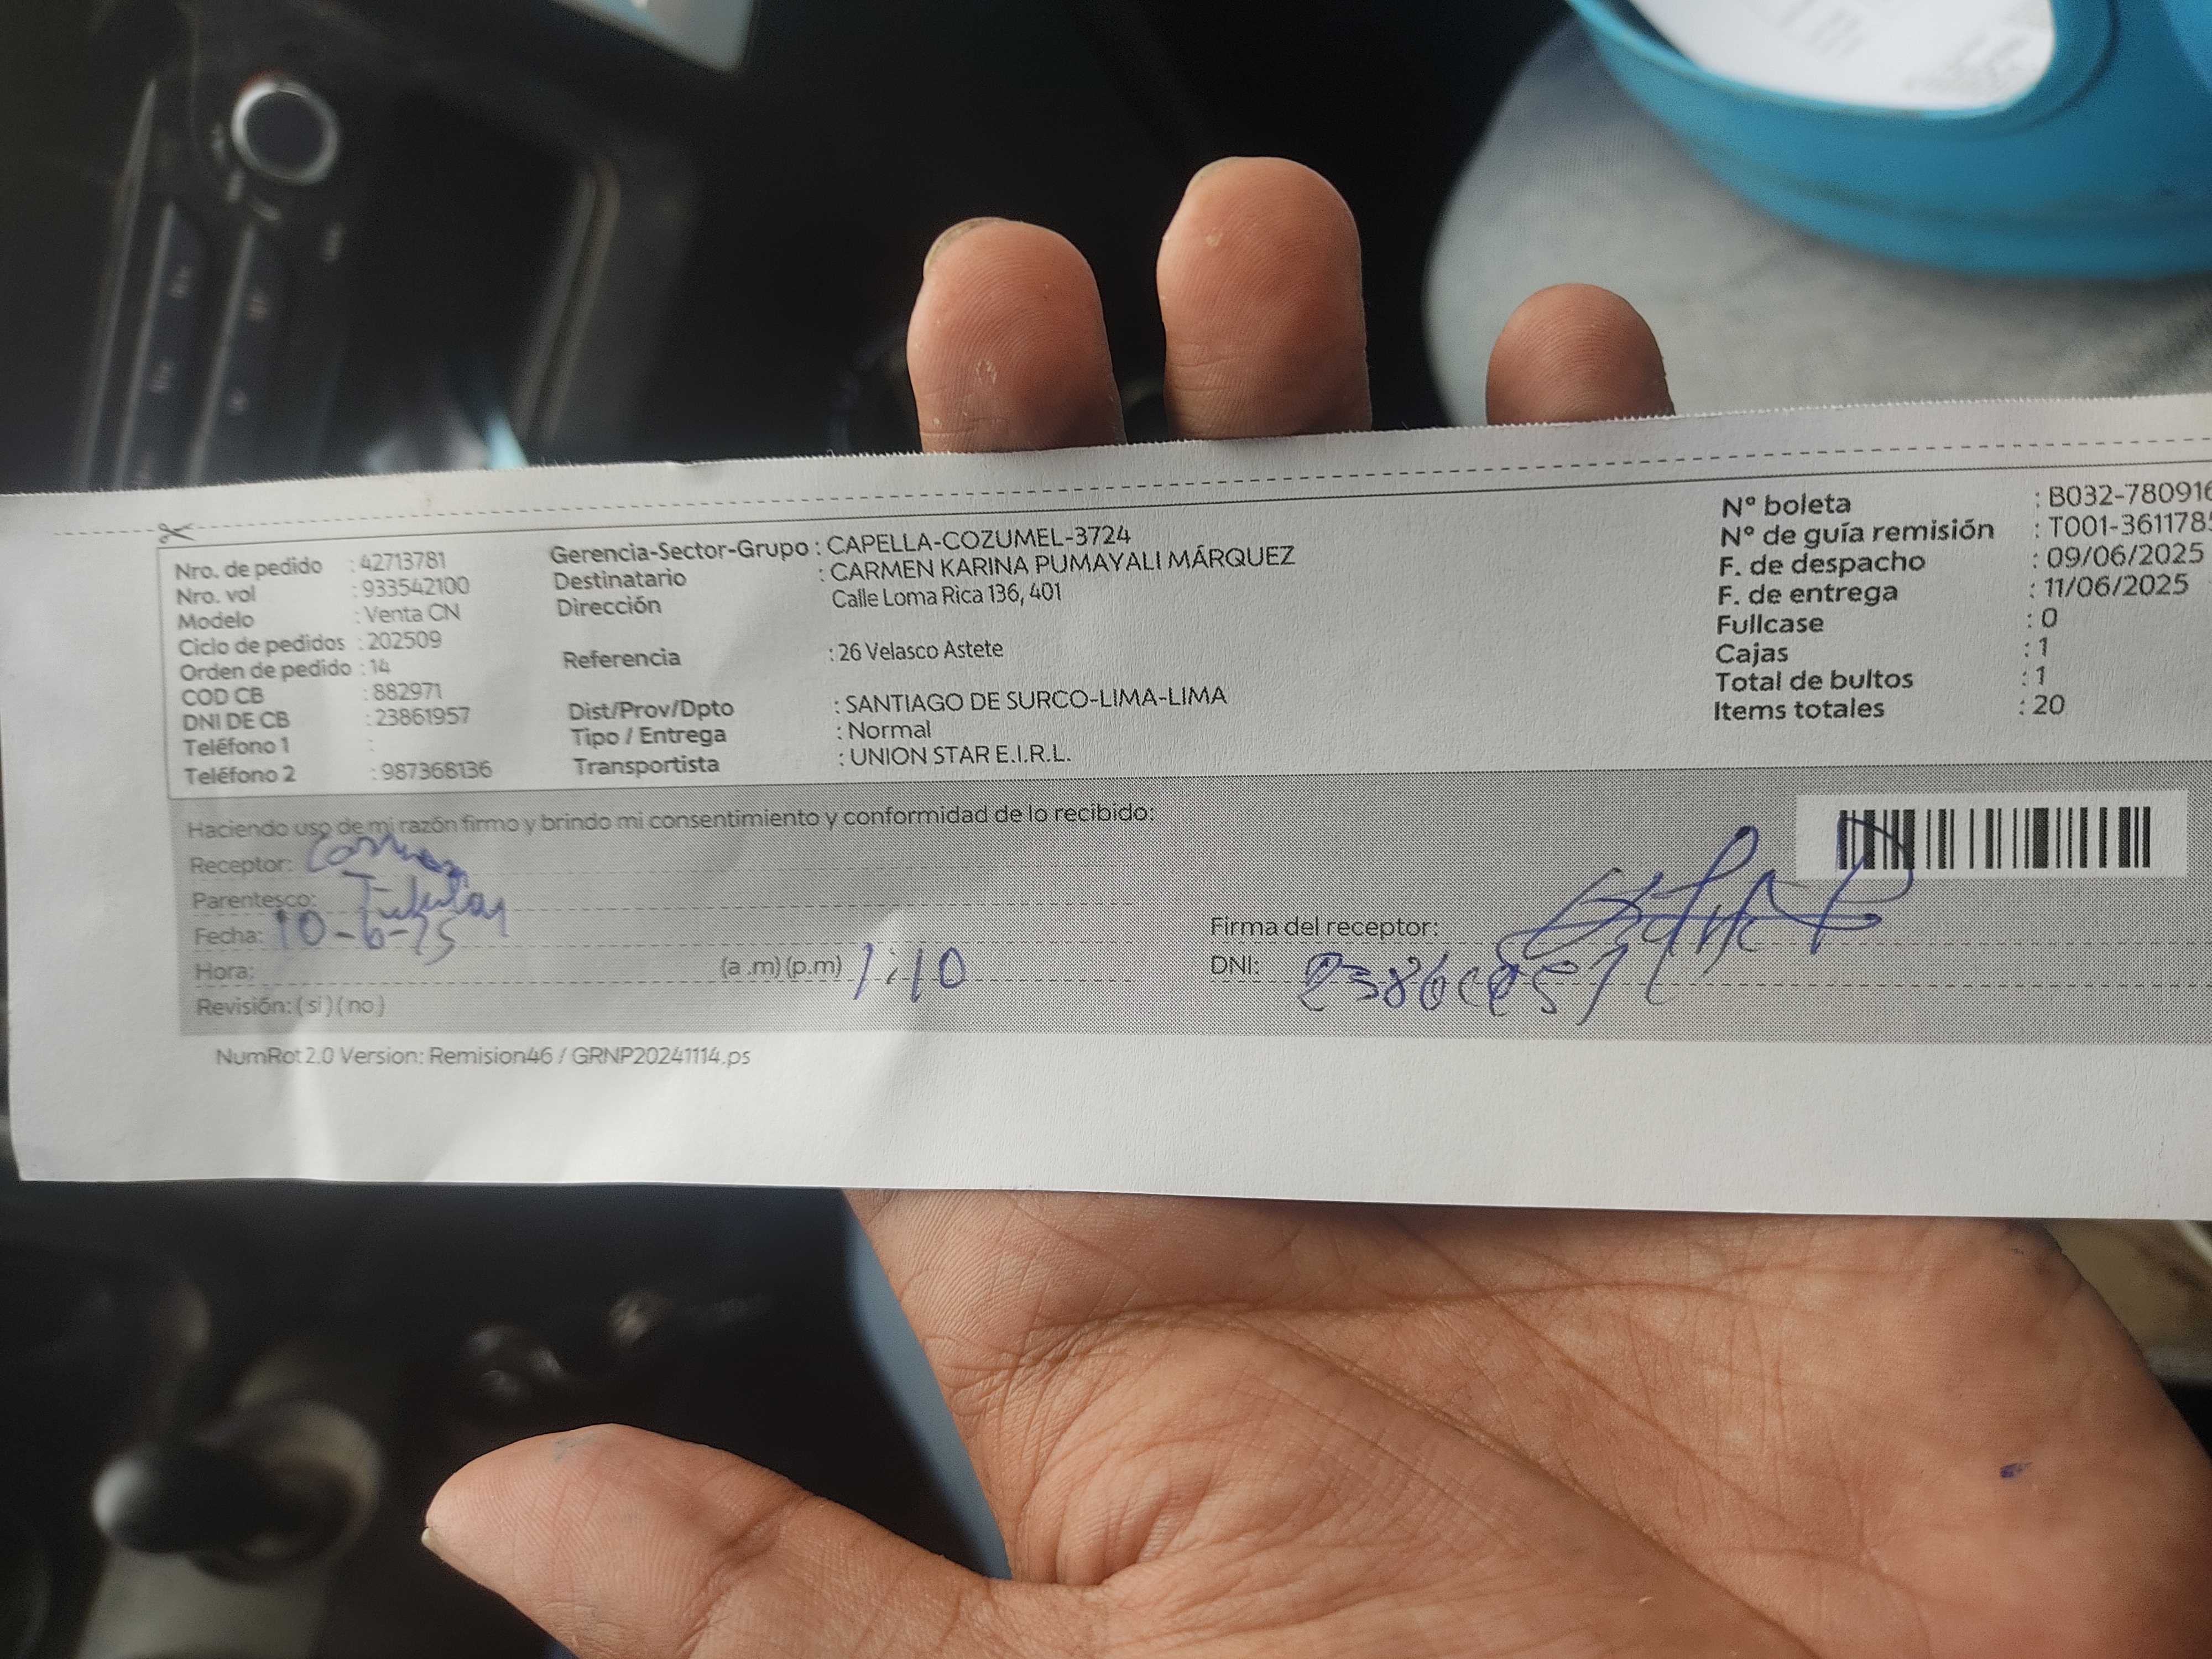 Nro. de pedido : 42713781
Nro. vol : 933542100
Modelo : Venta CN
Ciclo de pedidos : 202509
Orden de pedido : 14
COD CB : 882971
DNI DE CB : 23861957
Teléfono 1 :
Teléfono 2 : 987368136
Gerencia-Sector-Grupo : CAPELLA-COZUMEL-3724
Destinatario : CARMEN KARINA PUMAYALI MÁRQUEZ
Dirección Calle Loma Rica 136, 401
Referencia : 26 Velasco Astete
Dist/Prov/Dpto : SANTIAGO DE SURCO-LIMA-LIMA
Tipo / Entrega : Normal
Transportista : UNION STAR E.I.R.L.
Nº boleta : B032-780916
Nº de guía remisión : T001-361178
F. de despacho : 09/06/2025
F. de entrega : 11/06/2025
Fullcase : 0
Cajas : 1
Total de bultos : 1
Items totales : 20
Haciendo uso de mi razón firmo y brindo mi consentimiento y conformidad de lo recibido:
Receptor: Carmen
Parentesco: Titular
Fecha: 10-6-25
Hora: (a .m) (p.m) 1:10
Revisión: ( si ) ( no )
Firma del receptor:
DNI:
NumRot2.0 Version: Remision46 / GRNP20241114.ps